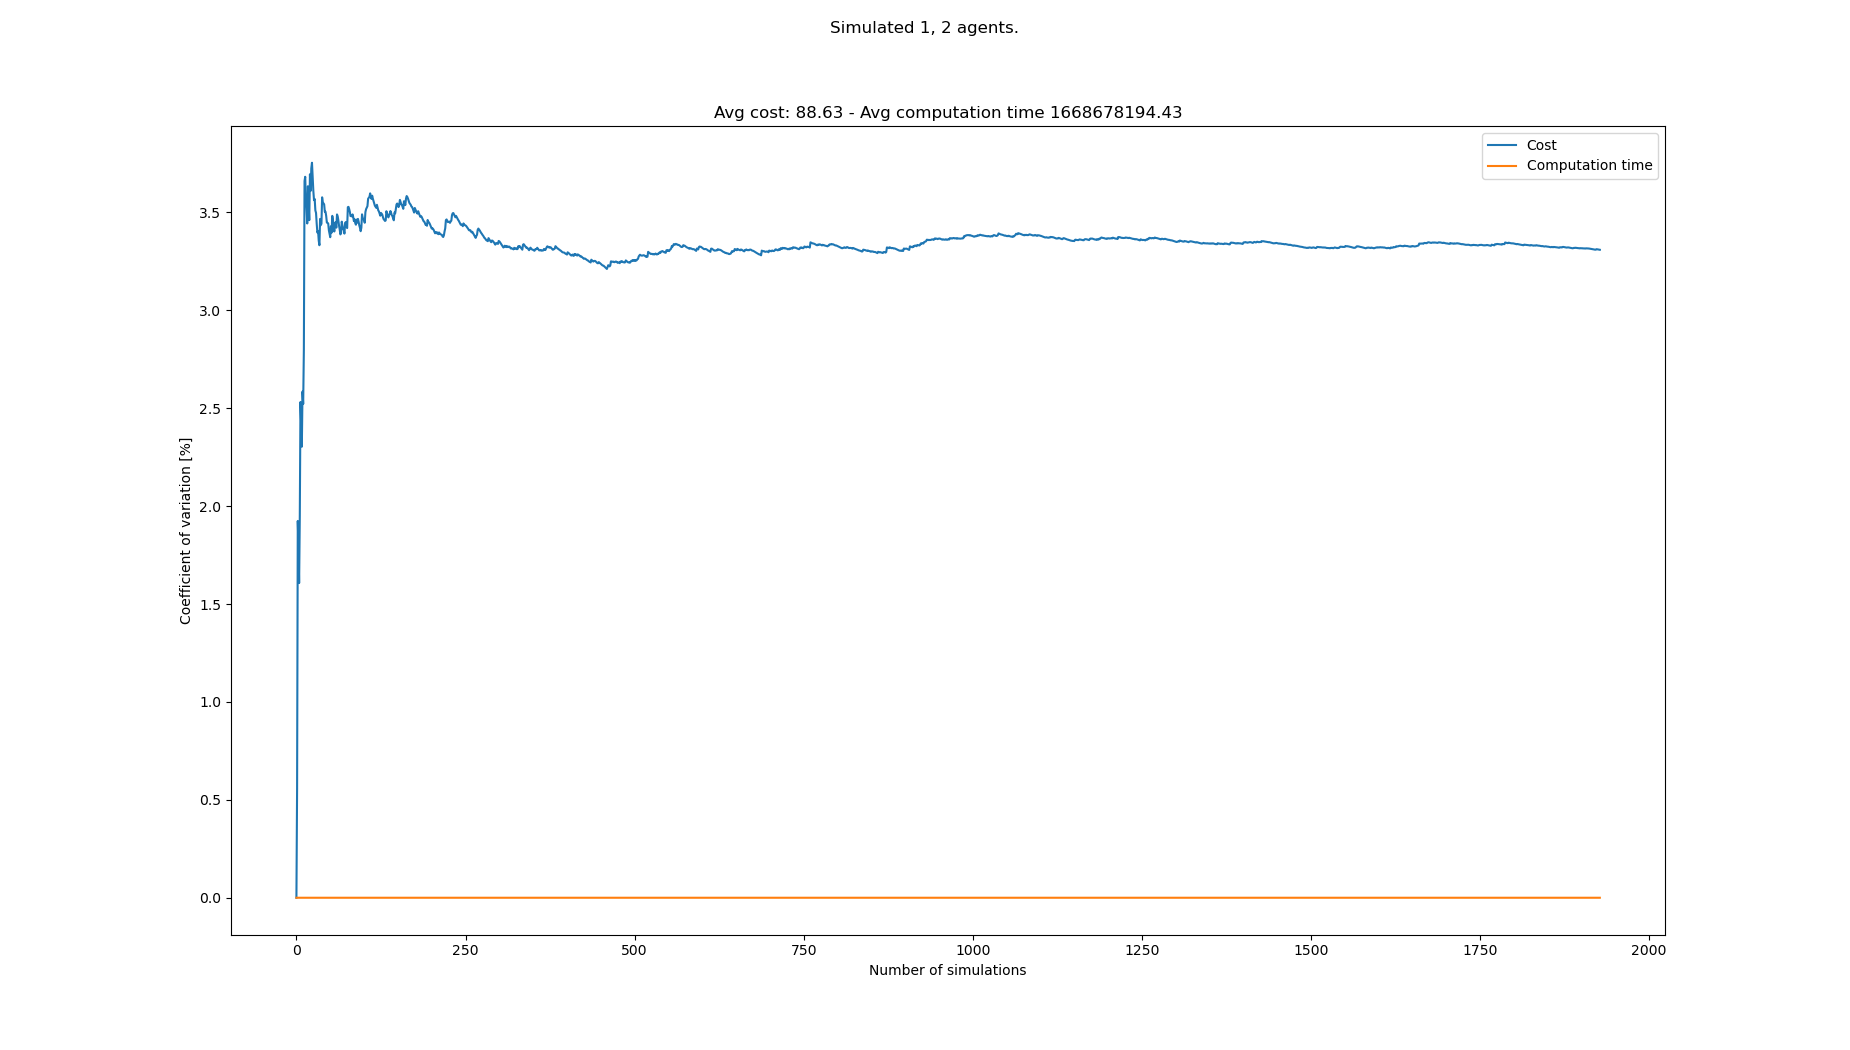 Simulated 1, 2 agents.
Avg cost: 88.63 - Avg computation time 1668678194.43
Cost
Computation time
3.5
3.0
2.5
2.0
1.5
1.0
0.5
0.0
Coefficient of variation [%]
0 250 500 750 1000 1250 1500 1750 2000
Number of simulations